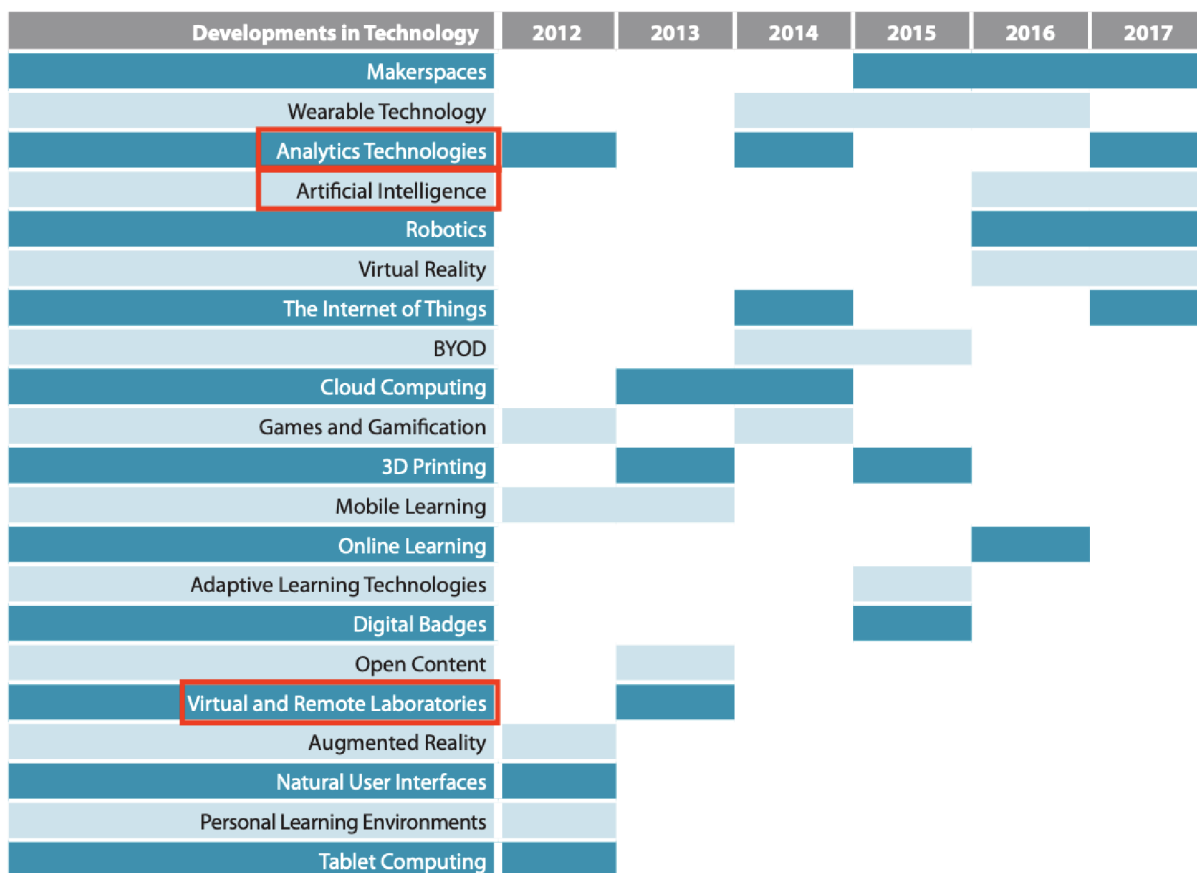 Developments in Technology 2012 2013 2014 2015 2016 2017
Makerspaces
Wearable Technology
Analytics Technologies
Artificial Intelligence
Robotics
Virtual Reality
The Internet of Things
BYOD
Cloud Computing
Games and Gamification
3D Printing
Mobile Learning
Online Learning
Adaptive Learning Technologies
Digital Badges
Open Content
Virtual and Remote Laboratories
Augmented Reality
Natural User Interfaces
Personal Learning Environments
Tablet Computing